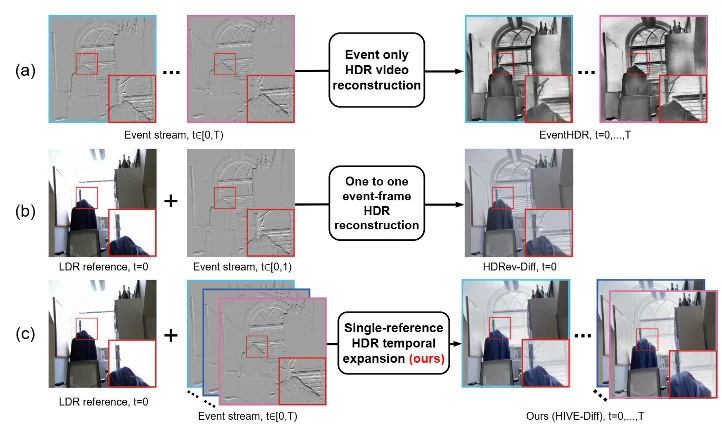 (a)
...
Event only
HDR video
reconstruction
...
Event stream, t∈[0,T)
EventHDR, t=0,...,T
(b)
+
One to one
event-frame
HDR
reconstruction
LDR reference, t=0
Event stream, t∈[0,1)
HDRev-Diff, t=0
(c)
+
Single-reference
HDR temporal
expansion (ours)
...
LDR reference, t=0
Event stream, t∈[0,T)
Ours (HIVE-Diff), t=0,...,T